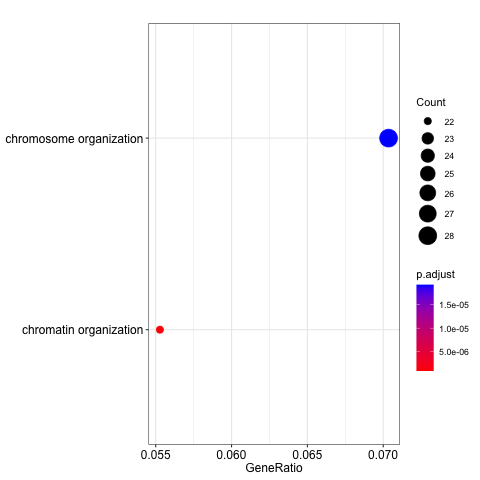 chromosome organization
chromatin organization
0.055 0.060 0.065 0.070
GeneRatio
Count
22
23
24
25
26
27
28
p.adjust
1.5e-05
1.0e-05
5.0e-06